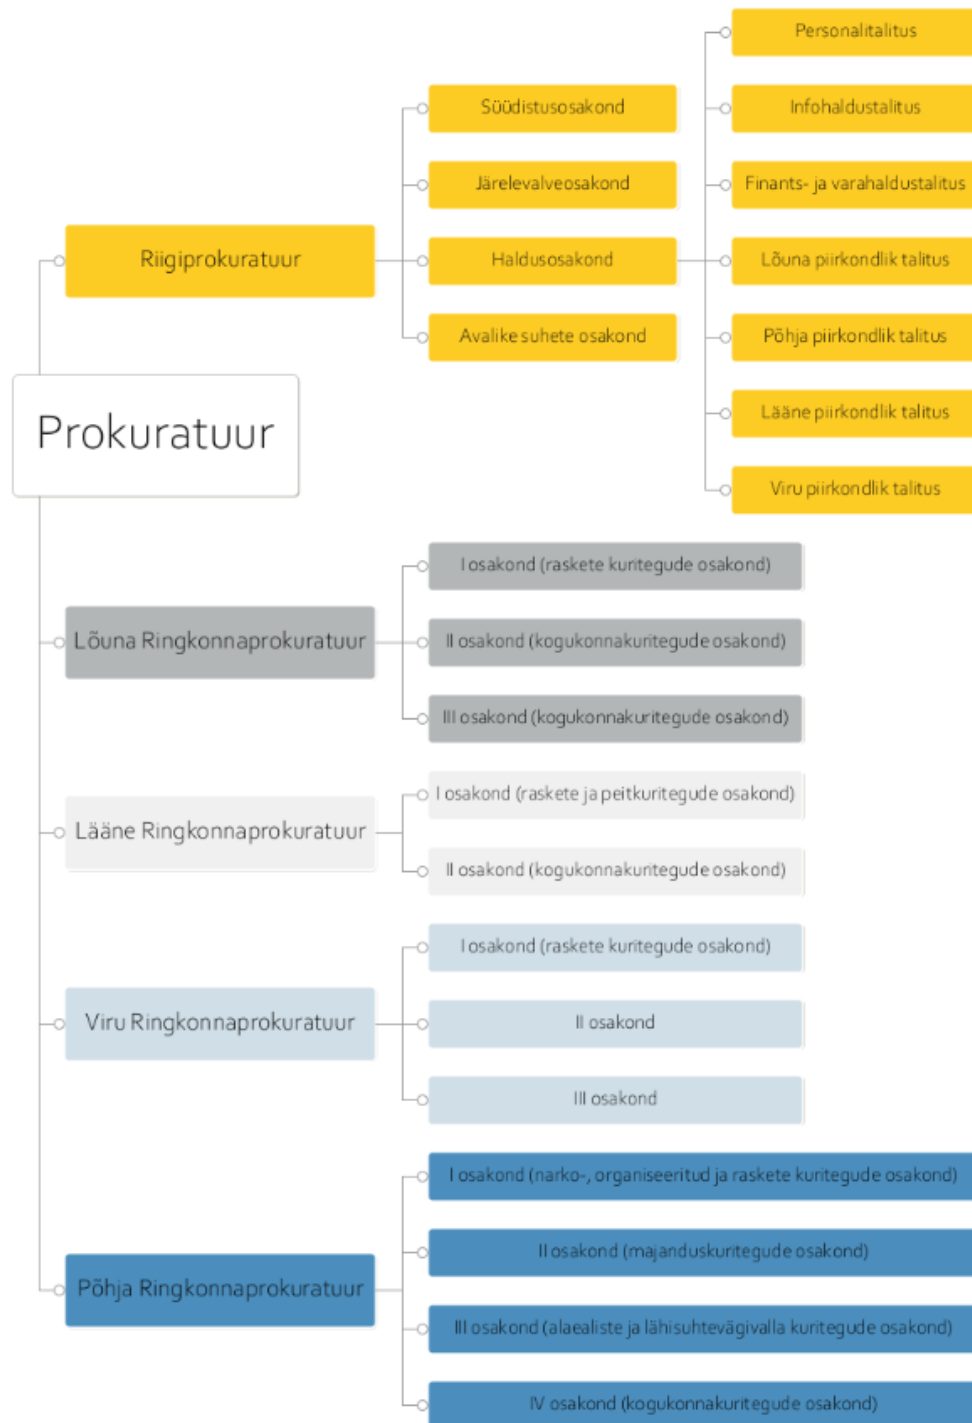 Prokuratuur
Riigiprokuratuur
Süüdistusosakond
Järelevalveosakond
Haldusosakond
Personalitalitus
Infohaldustalitus
Finants- ja varahaldustalitus
Lõuna piirkondlik talitus
Põhja piirkondlik talitus
Lääne piirkondlik talitus
Viru piirkondlik talitus
Avalike suhete osakond
Lõuna Ringkonnaprokuratuur
I osakond (raskete kuritegude osakond)
II osakond (kogukonnakuritegude osakond)
III osakond (kogukonnakuritegude osakond)
Lääne Ringkonnaprokuratuur
I osakond (raskete ja peitkuritegude osakond)
II osakond (kogukonnakuritegude osakond)
Viru Ringkonnaprokuratuur
I osakond (raskete kuritegude osakond)
II osakond
III osakond
Põhja Ringkonnaprokuratuur
I osakond (narko-, organiseeritud ja raskete kuritegude osakond)
II osakond (majanduskuritegude osakond)
III osakond (alaealiste ja lähisuhtevägivalla kuritegude osakond)
IV osakond (kogukonnakuritegude osakond)